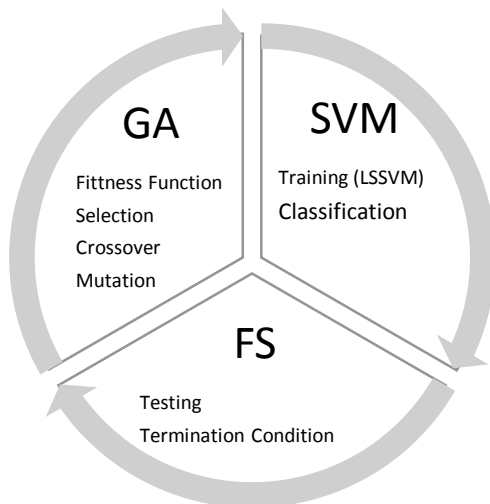 GA
Fittness Function
Selection
Crossover
Mutation
SVM
Training (LSSVM)
Classification
FS
Testing
Termination Condition